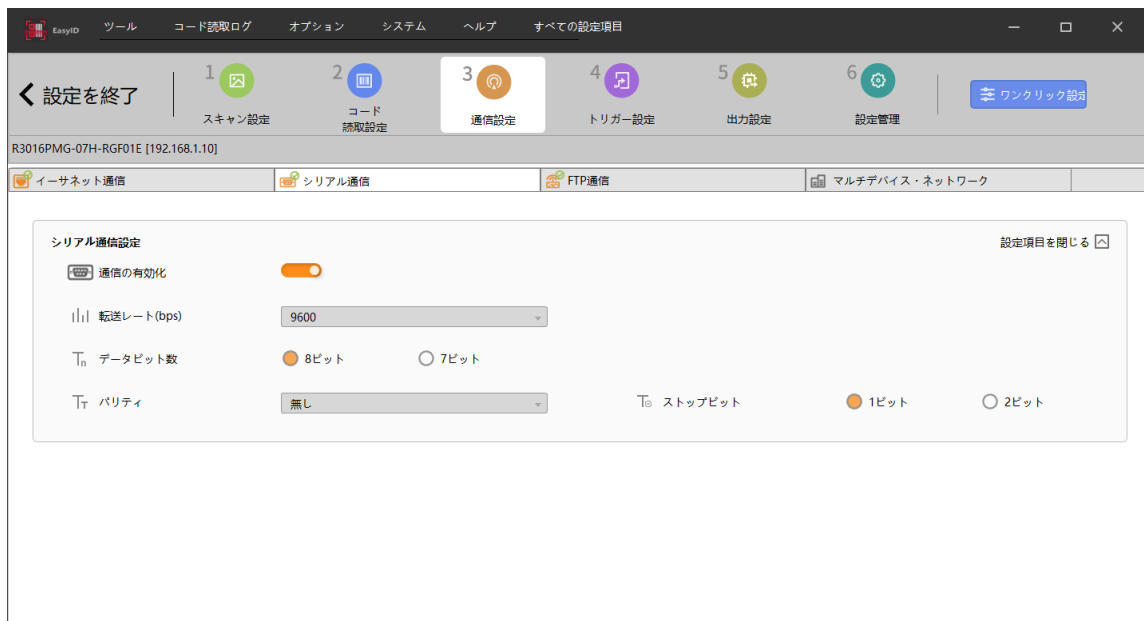 EasyID ツール コード読取ログ オプション システム ヘルプ すべての設定項目
設定を終了
1 スキャン設定
2 コード
読取設定
3 通信設定
4 トリガー設定
5 出力設定
6 設定管理
ワンクリック設定
R3016PMG-07H-RGF01E [192.168.1.10]
イーサネット通信 シリアル通信 FTP通信 マルチデバイス・ネットワーク
シリアル通信設定 設定項目を閉じる
通信の有効化
転送レート(bps) 9600
データビット数 8ビット 7ビット
パリティ 無し ストップビット 1ビット 2ビット